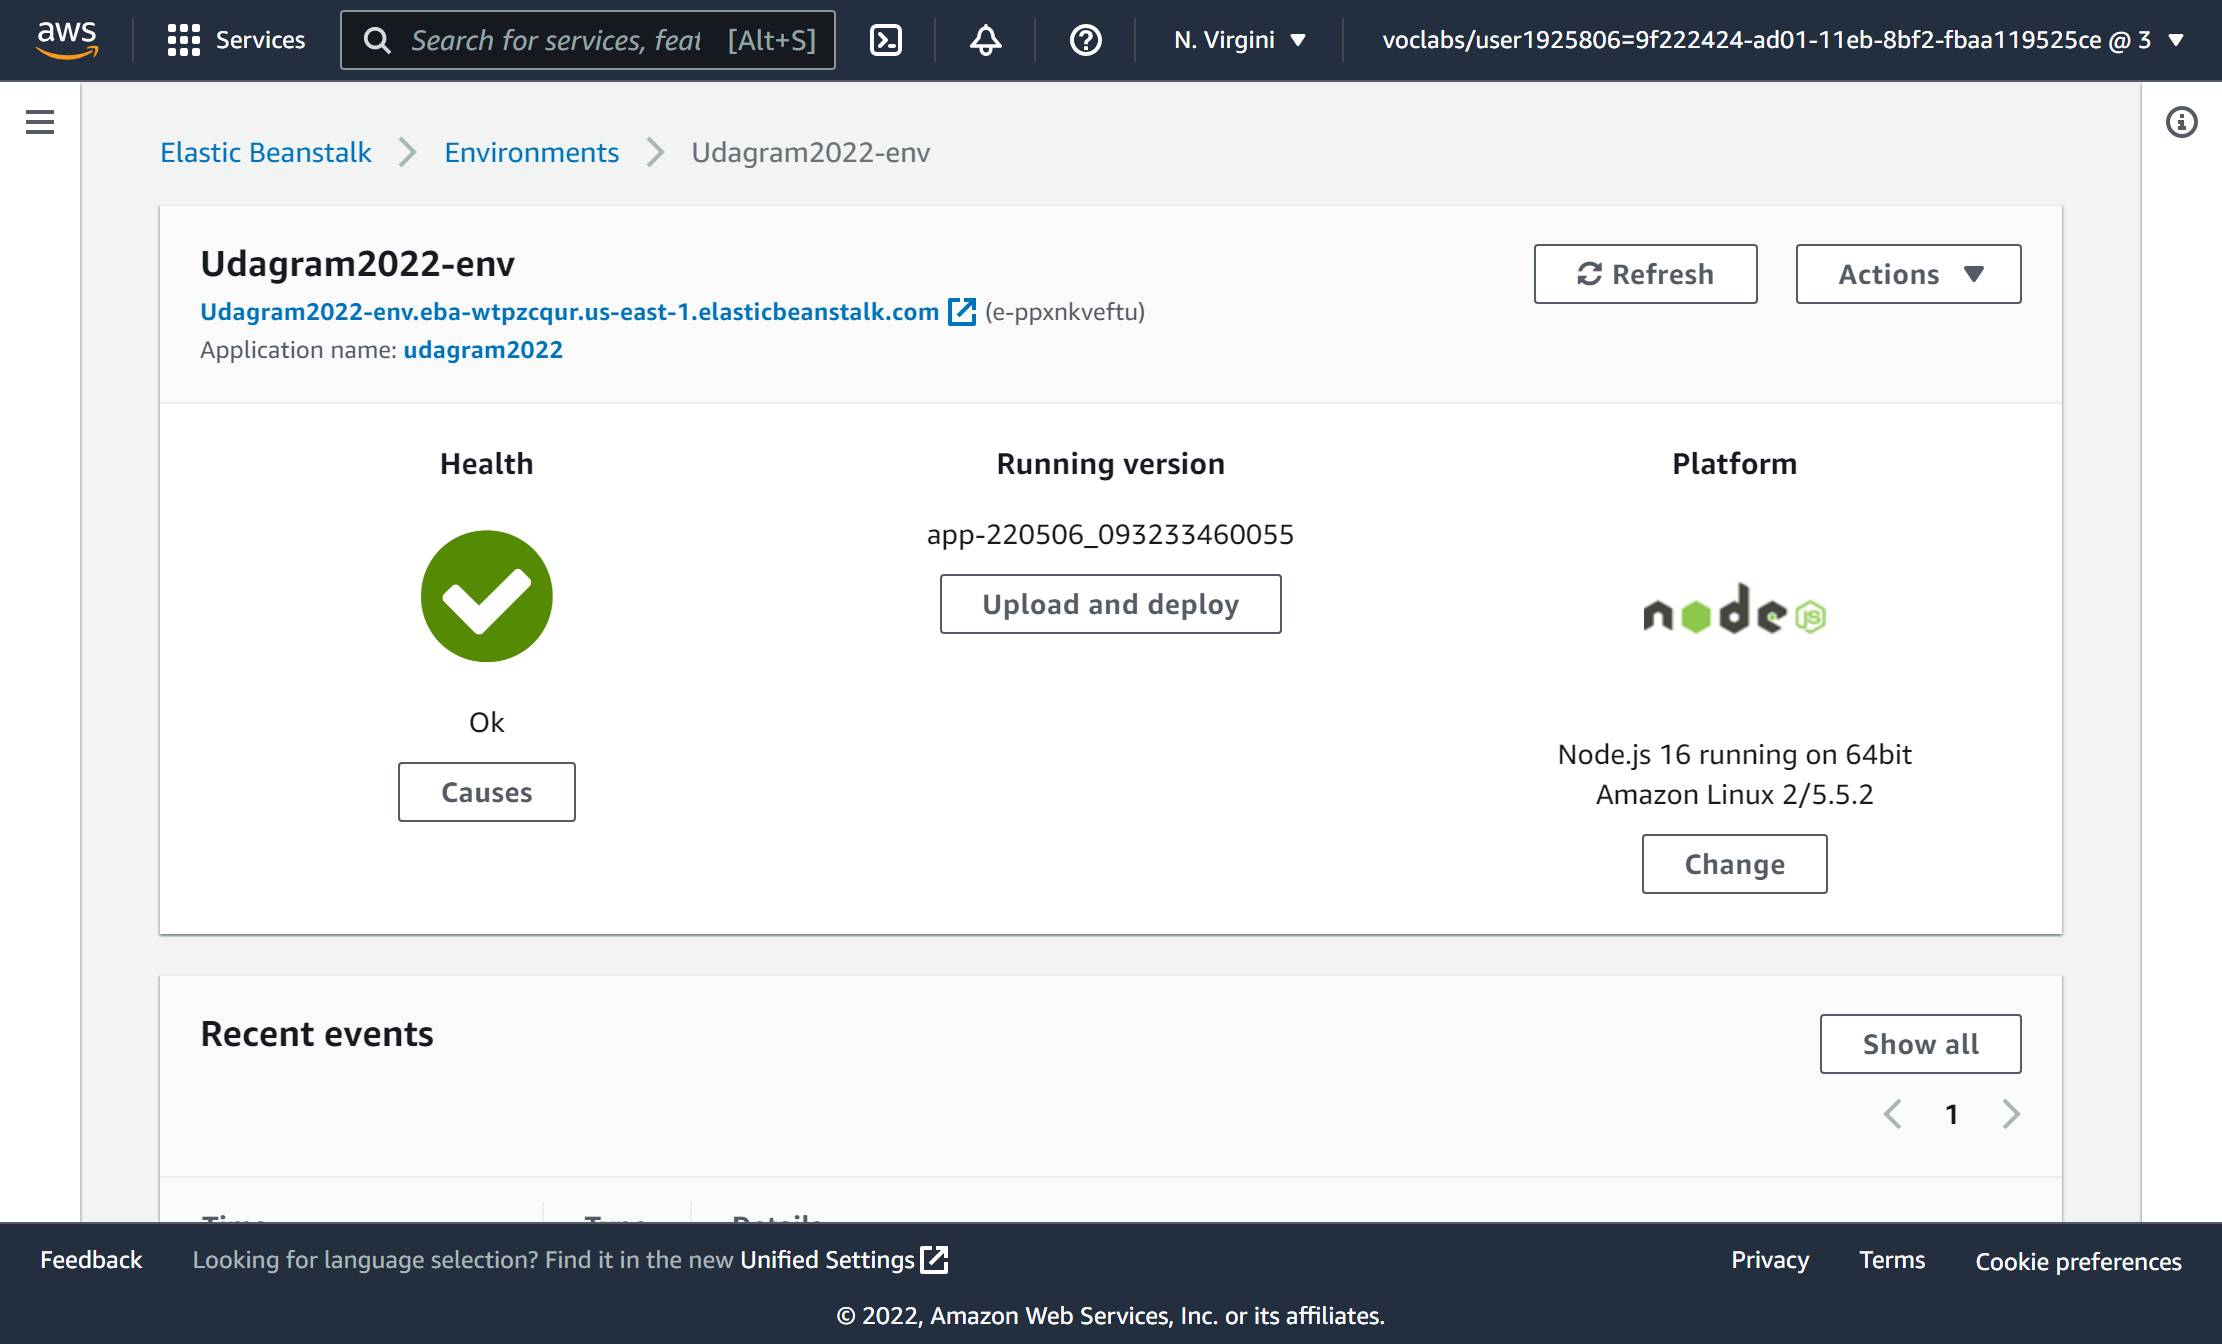 aws
Services
Search for services, feat [Alt+S]
N. Virgini
voclabs/user1925806=9f222424-ad01-11eb-8bf2-fbaa119525ce @ 3
Elastic Beanstalk
Environments
Udagram2022-env
Udagram2022-env
Refresh
Actions
Udagram2022-env.eba-wtpzcqur.us-east-1.elasticbeanstalk.com (e-ppxnkveftu)
Application name: udagram2022
Health
Running version
Platform
app-220506_093233460055
Upload and deploy
node JS
Ok
Causes
Node.js 16 running on 64bit
Amazon Linux 2/5.5.2
Change
Recent events
Show all
1
Time
Type
Details
Feedback
Looking for language selection? Find it in the new Unified Settings
Privacy
Terms
Cookie preferences
© 2022, Amazon Web Services, Inc. or its affiliates.